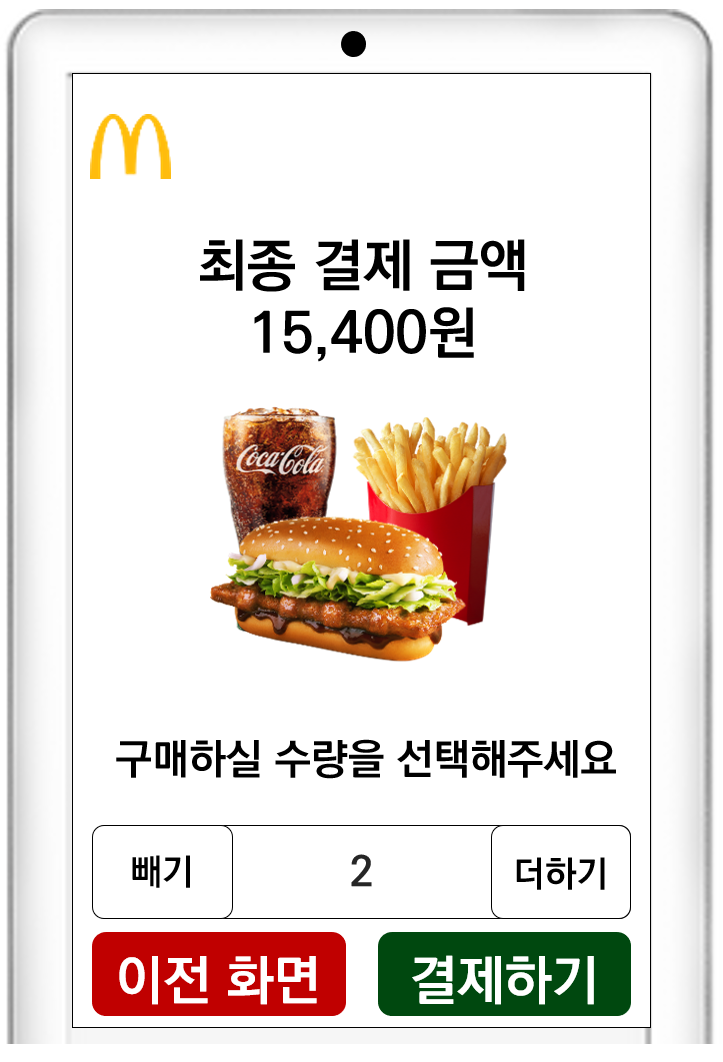 최종 결제 금액
15,400원
Coca-Cola
구매하실 수량을 선택해주세요
빼기 2 더하기
이전 화면 결제하기